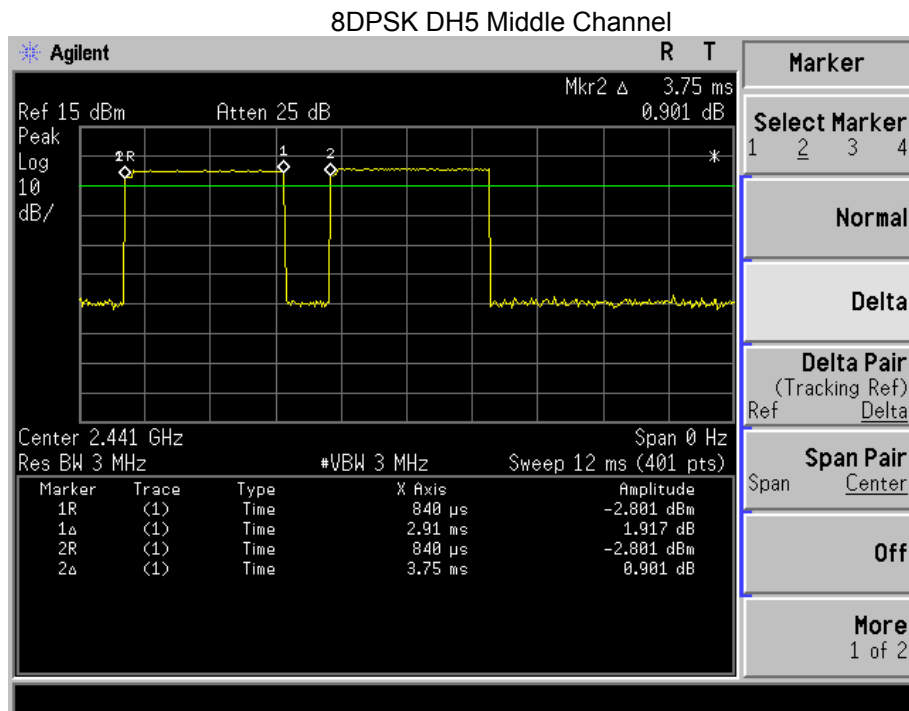 8DPSK DH5 Middle Channel
Agilent R T
Mkr2 Δ 3.75 ms
Ref 15 dBm Atten 25 dB 0.901 dB
Peak
Log
10
dB/
1 2
*
Center 2.441 GHz Span 0 Hz
Res BW 3 MHz #VBW 3 MHz Sweep 12 ms (401 pts)
Marker Trace Type X Axis Amplitude
1R (1) Time 840 µs -2.801 dBm
1Δ (1) Time 2.91 ms 1.917 dB
2R (1) Time 840 µs -2.801 dBm
2Δ (1) Time 3.75 ms 0.901 dB
Marker
Select Marker
1 2 3 4
Normal
Delta
Delta Pair
(Tracking Ref)
Ref Delta
Span Pair
Span Center
Off
More
1 of 2